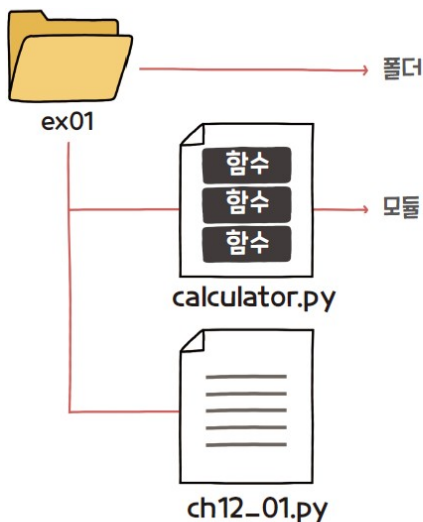 폴더
ex01
함수
함수
모듈
함수
calculator.py
ch12_01.py